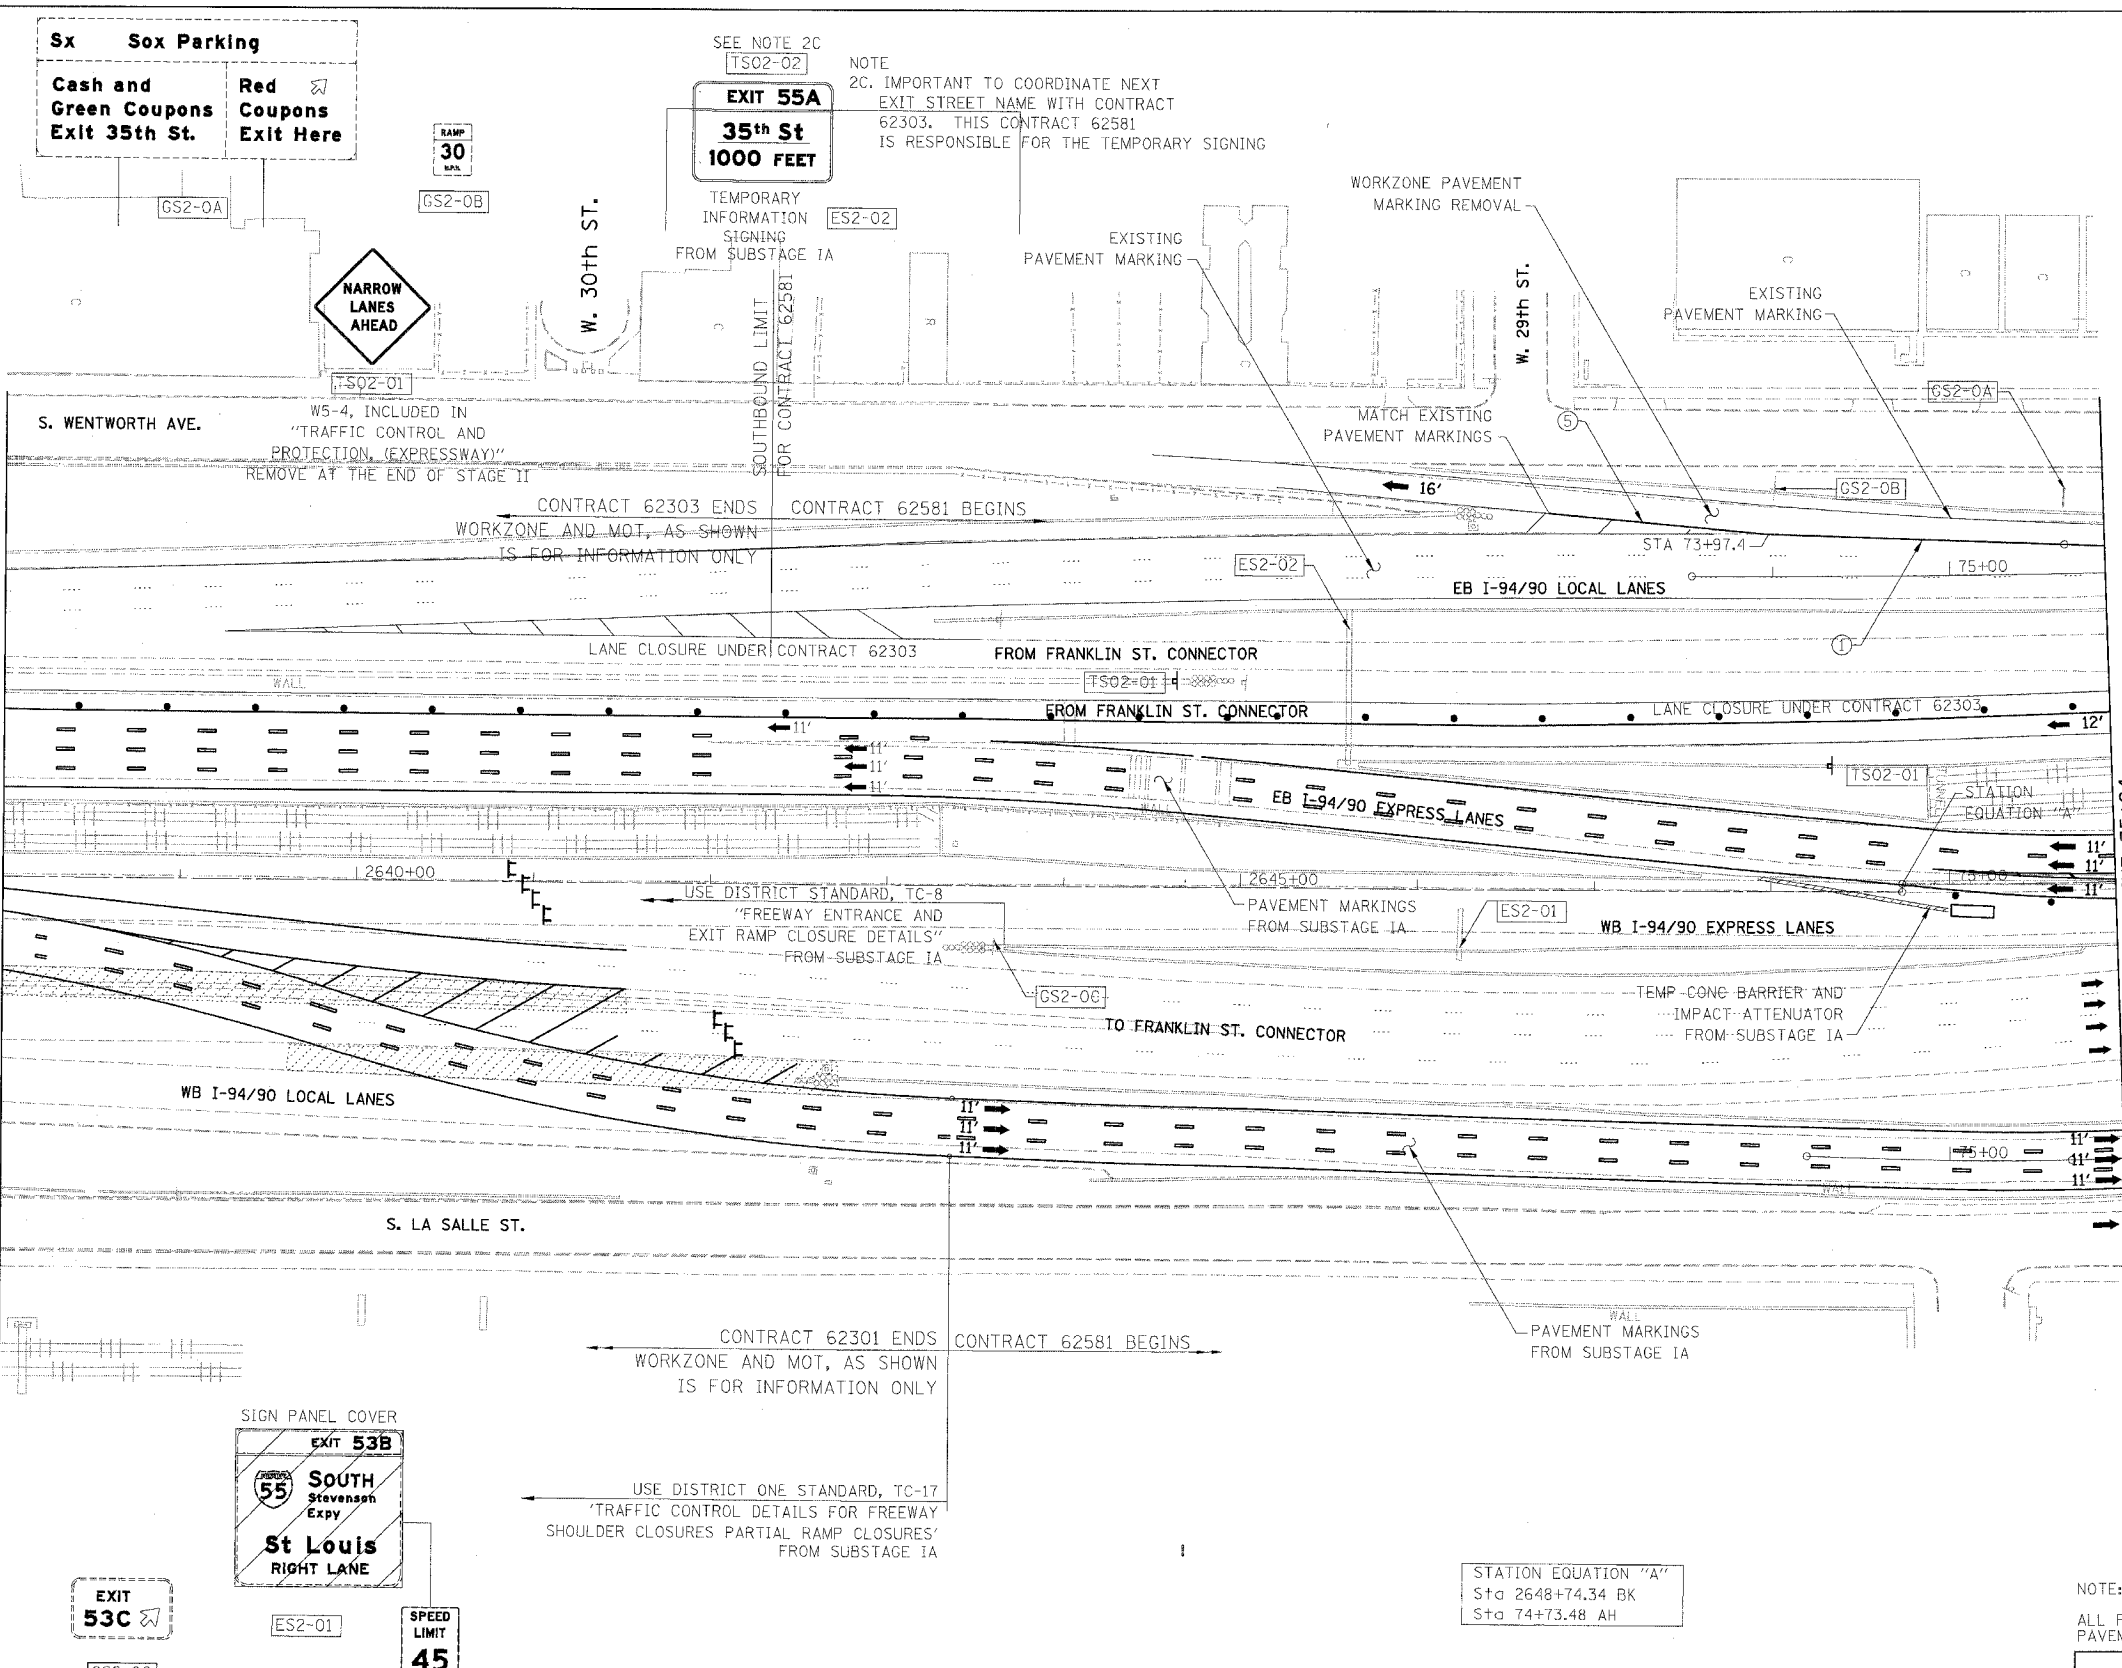 Sx Sox Parking
Cash and
Green Coupons
Exit 35th St.
Red
Coupons
Exit Here
GS2-0A
RAMP
30
M.P.H.
GS2-0B
SEE NOTE 2C
TS02-02
EXIT 55A
35th St
1000 FEET
TEMPORARY
INFORMATION
SIGNING
FROM SUBSTAGE IA
ES2-02
NOTE
2C. IMPORTANT TO COORDINATE NEXT
EXIT STREET NAME WITH CONTRACT
62303. THIS CONTRACT 62581
IS RESPONSIBLE FOR THE TEMPORARY SIGNING
WORKZONE PAVEMENT
MARKING REMOVAL
EXISTING
PAVEMENT MARKING
EXISTING
PAVEMENT MARKING
W. 30th ST.
W. 29th ST.
NARROW
LANES
AHEAD
TS02-01
W5-4, INCLUDED IN
"TRAFFIC CONTROL AND
PROTECTION, (EXPRESSWAY)"
REMOVE AT THE END OF STAGE II
S. WENTWORTH AVE.
SOUTHBOUND LIMIT
FOR CONTRACT 62581
MATCH EXISTING
PAVEMENT MARKINGS
5
GS2-0A
16'
GS2-0B
CONTRACT 62303 ENDS
CONTRACT 62581 BEGINS
WORKZONE AND MOT, AS SHOWN
IS FOR INFORMATION ONLY
STA 73+97.4
ES2-02
75+00
EB I-94/90 LOCAL LANES
1
LANE CLOSURE UNDER CONTRACT 62303
FROM FRANKLIN ST. CONNECTOR
WALL
TS02-01
FROM FRANKLIN ST. CONNECTOR
LANE CLOSURE UNDER CONTRACT 62303
12'
11'
11'
11'
11'
TS02-01
STATION
EQUATION "A"
EB I-94/90 EXPRESS LANES
WALL
11'
11'
11'
2640+00
2645+00
75+00
USE DISTRICT STANDARD, TC-8
"FREEWAY ENTRANCE AND
EXIT RAMP CLOSURE DETAILS"
FROM SUBSTAGE IA
PAVEMENT MARKINGS
FROM SUBSTAGE IA
ES2-01
WB I-94/90 EXPRESS LANES
GS2-0C
TO FRANKLIN ST. CONNECTOR
TEMP CONC BARRIER AND
IMPACT ATTENUATOR
FROM SUBSTAGE IA
WB I-94/90 LOCAL LANES
11'
11'
11'
11'
11'
11'
75+00
WALL
S. LA SALLE ST.
WALL
PAVEMENT MARKINGS
FROM SUBSTAGE IA
CONTRACT 62301 ENDS
CONTRACT 62581 BEGINS
WORKZONE AND MOT, AS SHOWN
IS FOR INFORMATION ONLY
SIGN PANEL COVER
EXIT 53B
55
SOUTH
Stevenson
Expy
St Louis
RIGHT LANE
ES2-01
EXIT
53C
SPEED
LIMIT
45
USE DISTRICT ONE STANDARD, TC-17
'TRAFFIC CONTROL DETAILS FOR FREEWAY
SHOULDER CLOSURES PARTIAL RAMP CLOSURES'
FROM SUBSTAGE IA
STATION EQUATION "A"
Sta 2648+74.34 BK
Sta 74+73.48 AH
NOTE: